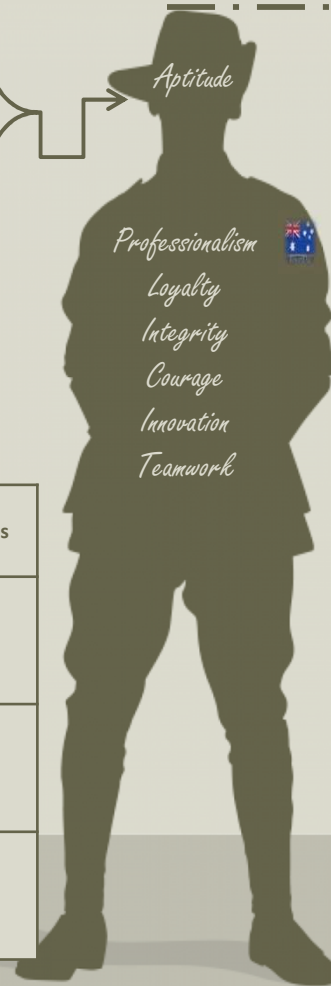 Aptitude
Professionalism
Loyalty
Integrity
Courage
Innovation
Teamwork
s